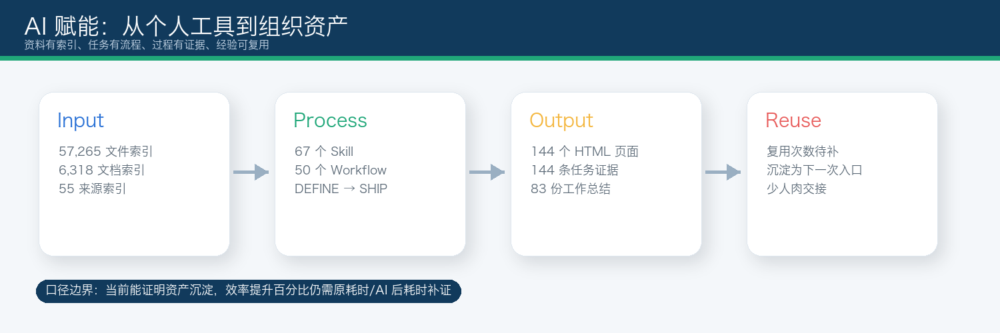 AI 赋能：从个人工具到组织资产
资料有索引、任务有流程、过程有证据、经验可复用
Input
57,265 文件索引
6,318 文档索引
55 来源索引
Process
67 个 Skill
50 个 Workflow
DEFINE → SHIP
Output
144 个 HTML 页面
144 条任务证据
83 份工作总结
Reuse
复用次数待补
沉淀为下一次入口
少人肉交接
口径边界：当前能证明资产沉淀，效率提升百分比仍需原耗时/AI 后耗时补证